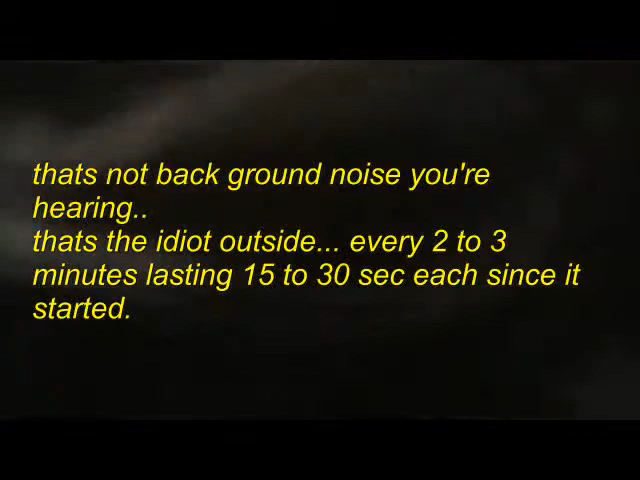 thats not back ground noise you're
hearing..
thats the idiot outside... every 2 to 3
minutes lasting 15 to 30 sec each since it
started.